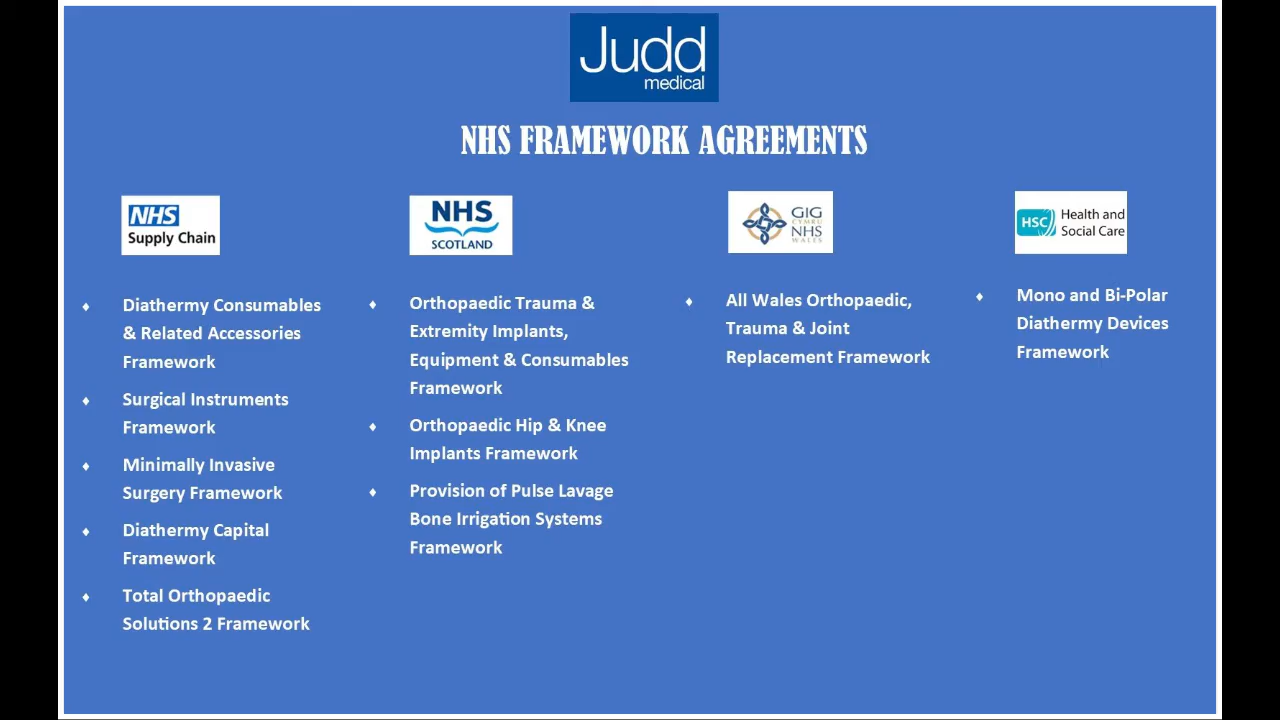 Judd
medical
NHS FRAMEWORK AGREEMENTS
NHS
Supply Chain
Diathermy Consumables
& Related Accessories
Framework
Surgical Instruments
Framework
Minimally Invasive
Surgery Framework
Diathermy Capital
Framework
Total Orthopaedic
Solutions 2 Framework
NHS
SCOTLAND
Orthopaedic Trauma &
Extremity Implants,
Equipment & Consumables
Framework
Orthopaedic Hip & Knee
Implants Framework
Provision of Pulse Lavage
Bone Irrigation Systems
Framework
GIG
CYMRU
NHS
WALES
All Wales Orthopaedic,
Trauma & Joint
Replacement Framework
HSC
Health and
Social Care
Mono and Bi-Polar
Diathermy Devices
Framework